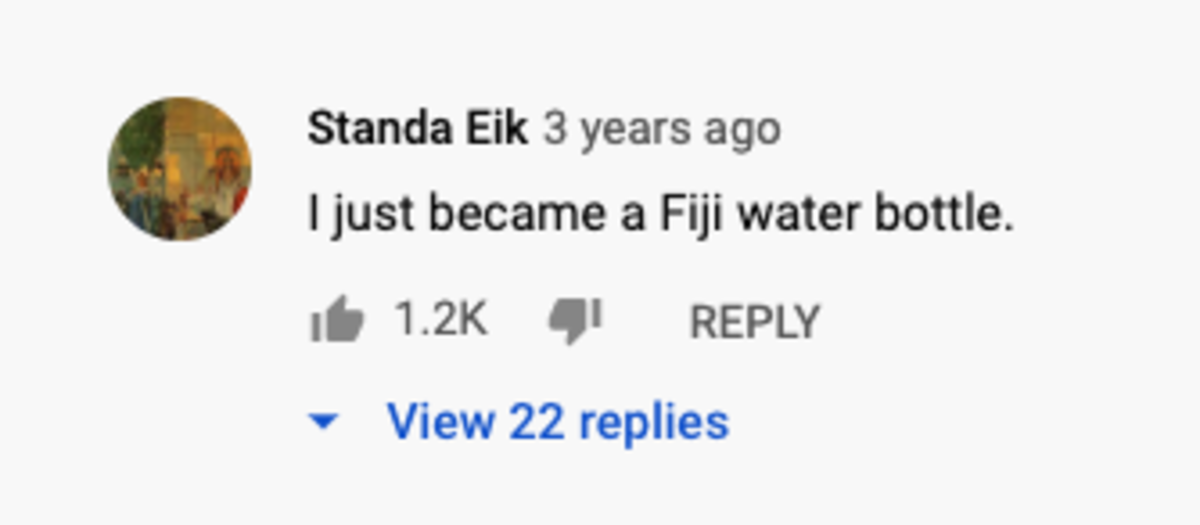 Standa Eik 3 years ago
I just became a Fiji water bottle.
1.2K REPLY
View 22 replies